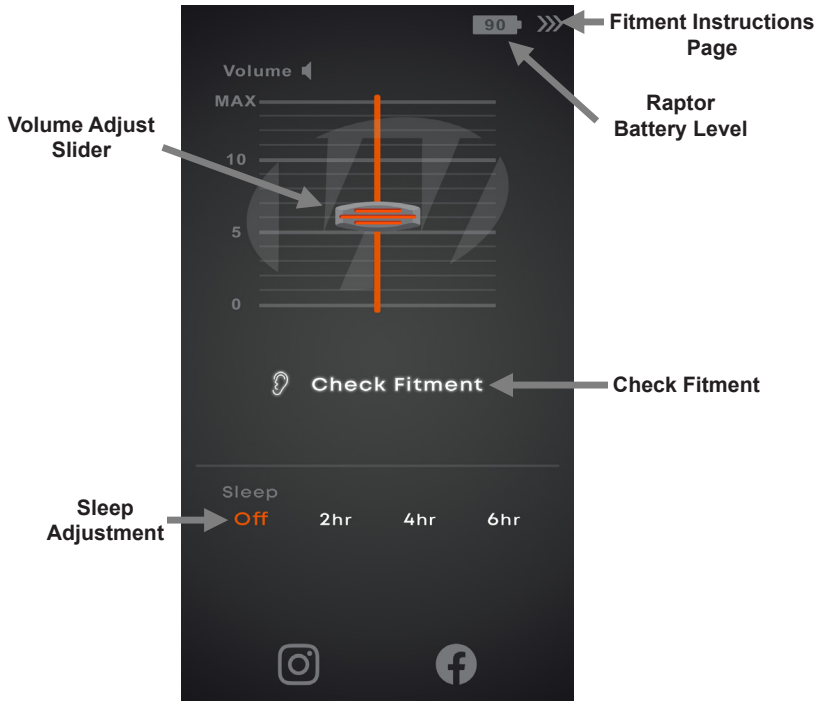 90
Fitment Instructions
Page
Volume
MAX
Raptor
Battery Level
Volume Adjust
Slider
10
5
0
Check Fitment
Check Fitment
Sleep
Sleep
Adjustment
Off 2hr 4hr 6hr